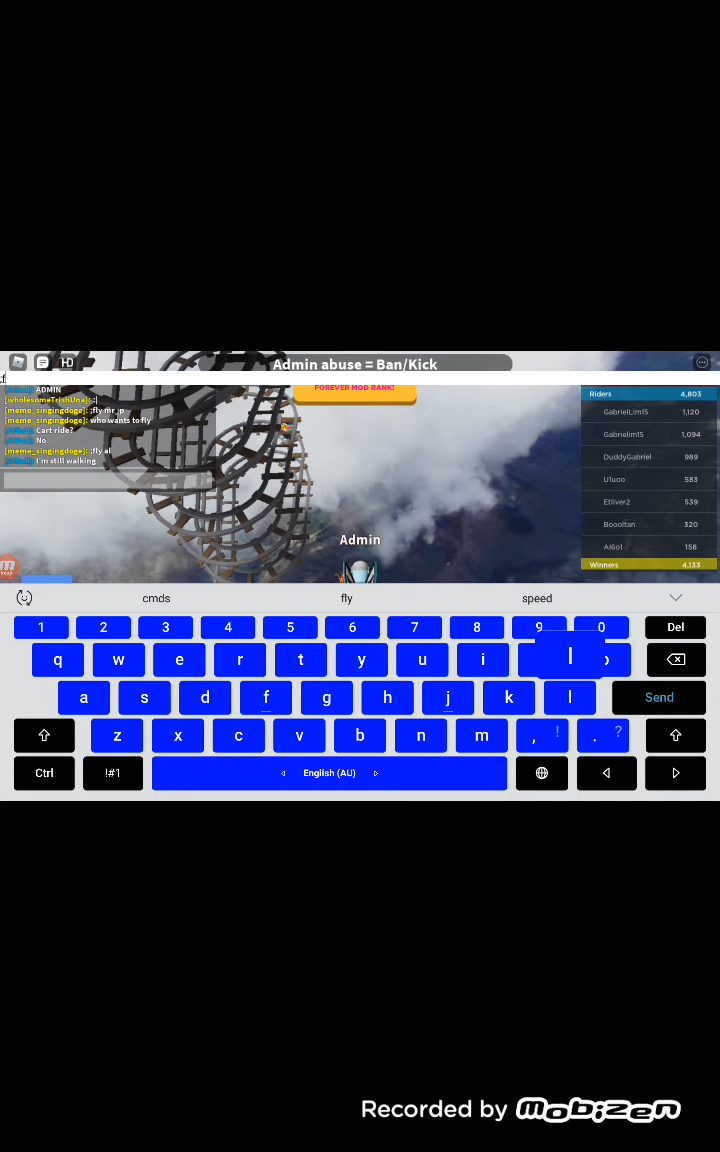 HD
Admin abuse = Ban/Kick
;f
ADMIN
[wholesomeTrishUna]: :|
[meme_singingdoge]: ;fly mr_p
[meme_singingdoge]: who wants to fly
Cart ride?
No
[meme_singingdoge]: ;fly al
I'm still walking
FOREVER MOD RANK!
Riders 4,803
GabrielLim15 1,120
Gabrielim15 1,094
DuddyGabriel 989
U1uoo 583
Etliver2 539
Boooltan 320
Al6o1 158
Winners 4,133
Admin
cmds fly speed
1 2 3 4 5 6 7 8 9 0 Del
q w e r t y u i l p
a s d f g h j k l Send
z x c v b n m , ! . ?
Ctrl !#1 English (AU)
Recorded by mobizen